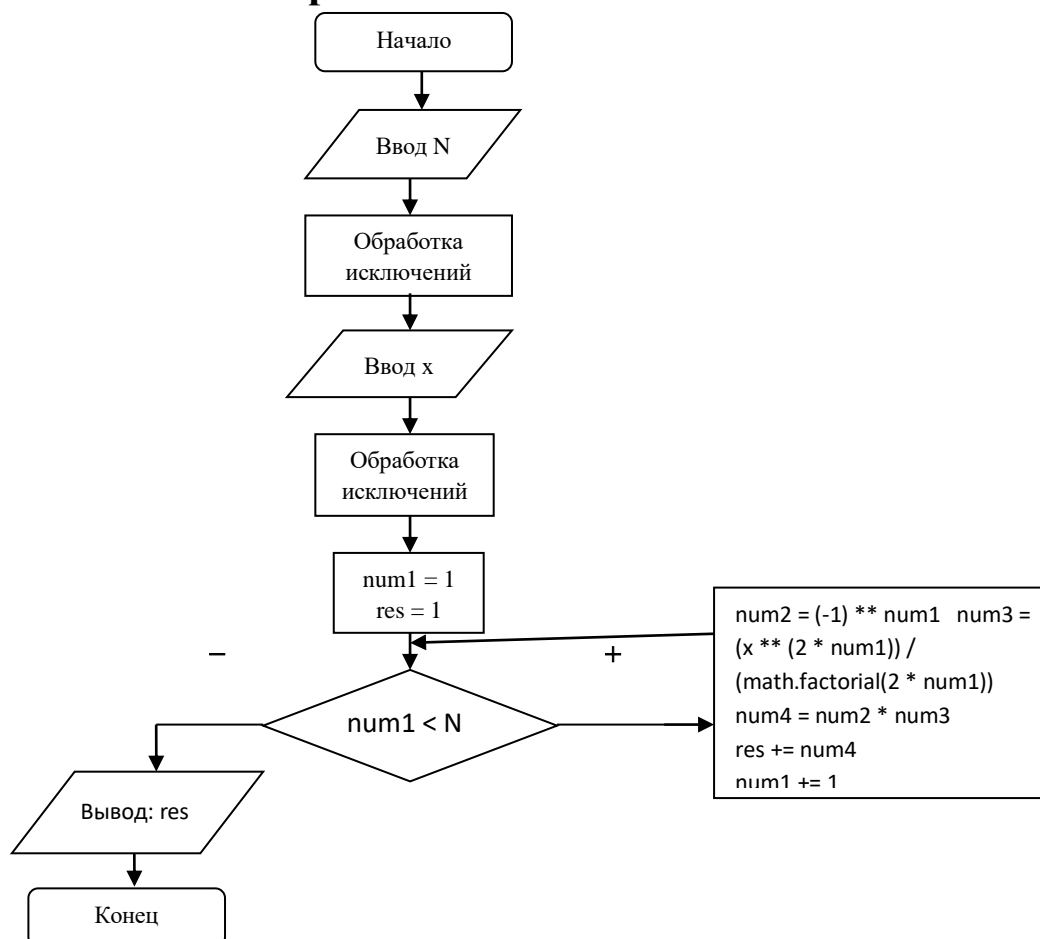 Начало
Ввод N
Обработка
исключений
Ввод x
Обработка
исключений
num1 = 1
res = 1
–
+
num1 < N
num2 = (-1) ** num1 num3 =
(x ** (2 * num1)) /
(math.factorial(2 * num1))
num4 = num2 * num3
res += num4
num1 += 1
Вывод: res
Конец